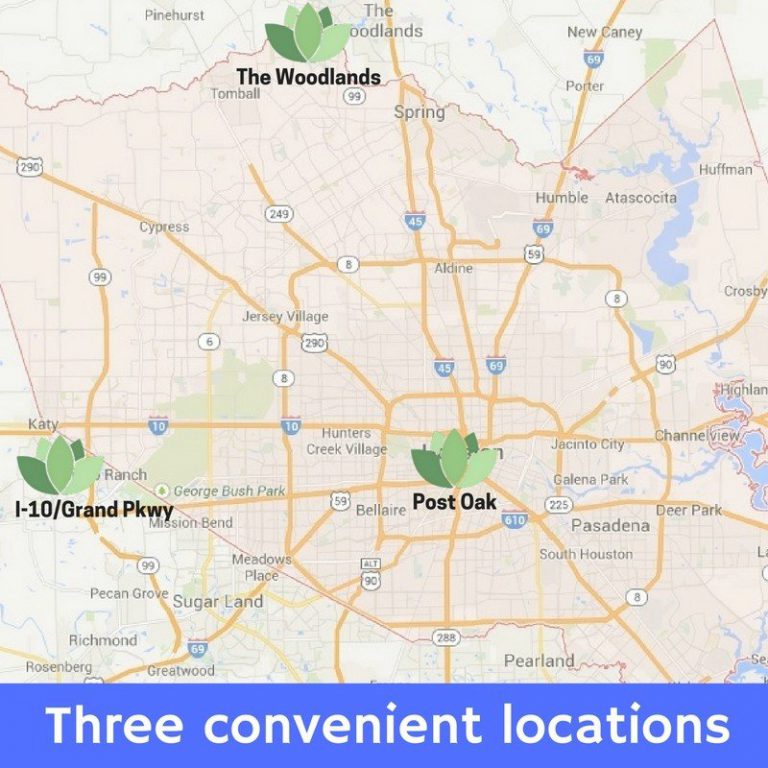 Pinehurst
The
oodlands
New Caney
69
The Woodlands
Tomball
99
Porter
Spring
290
Huffman
Humble
Atascocita
249
45
69
Cypress
59
8
Aldine
99
8
Crosby
Jersey Village
6
290
45
69
90
8
Highlan
Katy
10
10
Hunters
Creek Village
Jacinto City
Channelview
Ranch
Galena Park
George Bush Park
I-10/Grand Pkwy
59
Post Oak
Bellaire
225
Deer Park
Mission Bend
610
Pasadena
Meadows
Place
99
ALT
90
South Houston
Pecan Grove
Sugar Land
8
Richmond
69
288
Rosenberg
Greatwood
Pearland
Three convenient locations